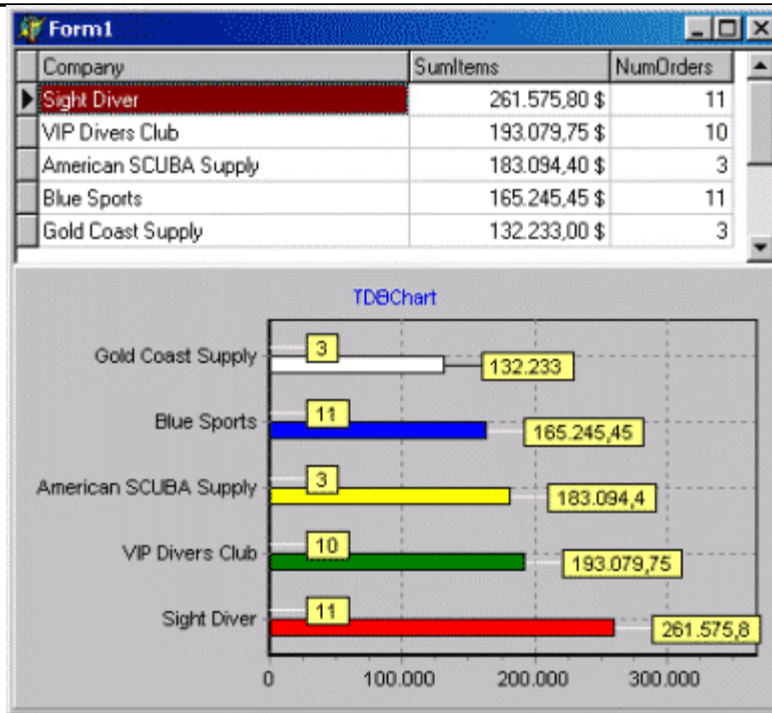 Form1
Company SumItems NumOrders
Sight Diver 261.575,80 $ 11
VIP Divers Club 193.079,75 $ 10
American SCUBA Supply 183.094,40 $ 3
Blue Sports 165.245,45 $ 11
Gold Coast Supply 132.233,00 $ 3
TDBChart
Gold Coast Supply 3 132.233
Blue Sports 11 165.245,45
American SCUBA Supply 3 183.094,4
VIP Divers Club 10 193.079,75
Sight Diver 11 261.575,8
0 100.000 200.000 300.000